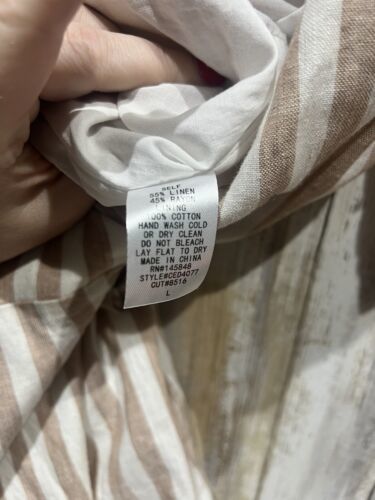 SELF
55% LINEN
45% RAYON
LINING
100% COTTON
HAND WASH COLD
OR DRY CLEAN
DO NOT BLEACH
LAY FLAT TO DRY
MADE IN CHINA
RN#145848
STYLE#CED4077
CUT#8516
L